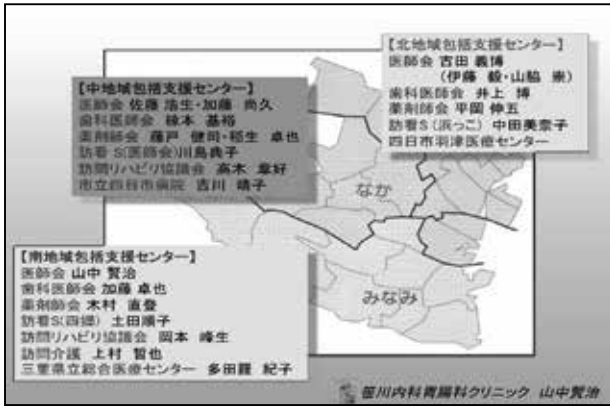 【北地域包括支援センター】
医師会 古田 義博
(伊藤 毅・山脇 崇)
歯科医師会 井上 博
薬剤師会 平岡 伸五
訪看S(浜っこ) 中田美奈子
四日市羽津医療センター
【中地域包括支援センター】
医師会 佐藤 浩生・加藤 尚久
歯科医師会 椋本 基裕
薬剤師会 藤戸 健司・稲生 卓也
訪看S(医師会)川島典子
訪問リハビリ協議会 高木 章好
市立四日市病院 吉川 晴子
なか
【南地域包括支援センター】
医師会 山中 賢治
歯科医師会 加藤 卓也
薬剤師会 木村 直登
訪看S(四郷) 土田順子
訪問リハビリ協議会 岡本 峰生
訪問介護 上村 哲也
三重県立総合医療センター 多田羅 紀子
みなみ
笹川内科胃腸科クリニック 山中賢治